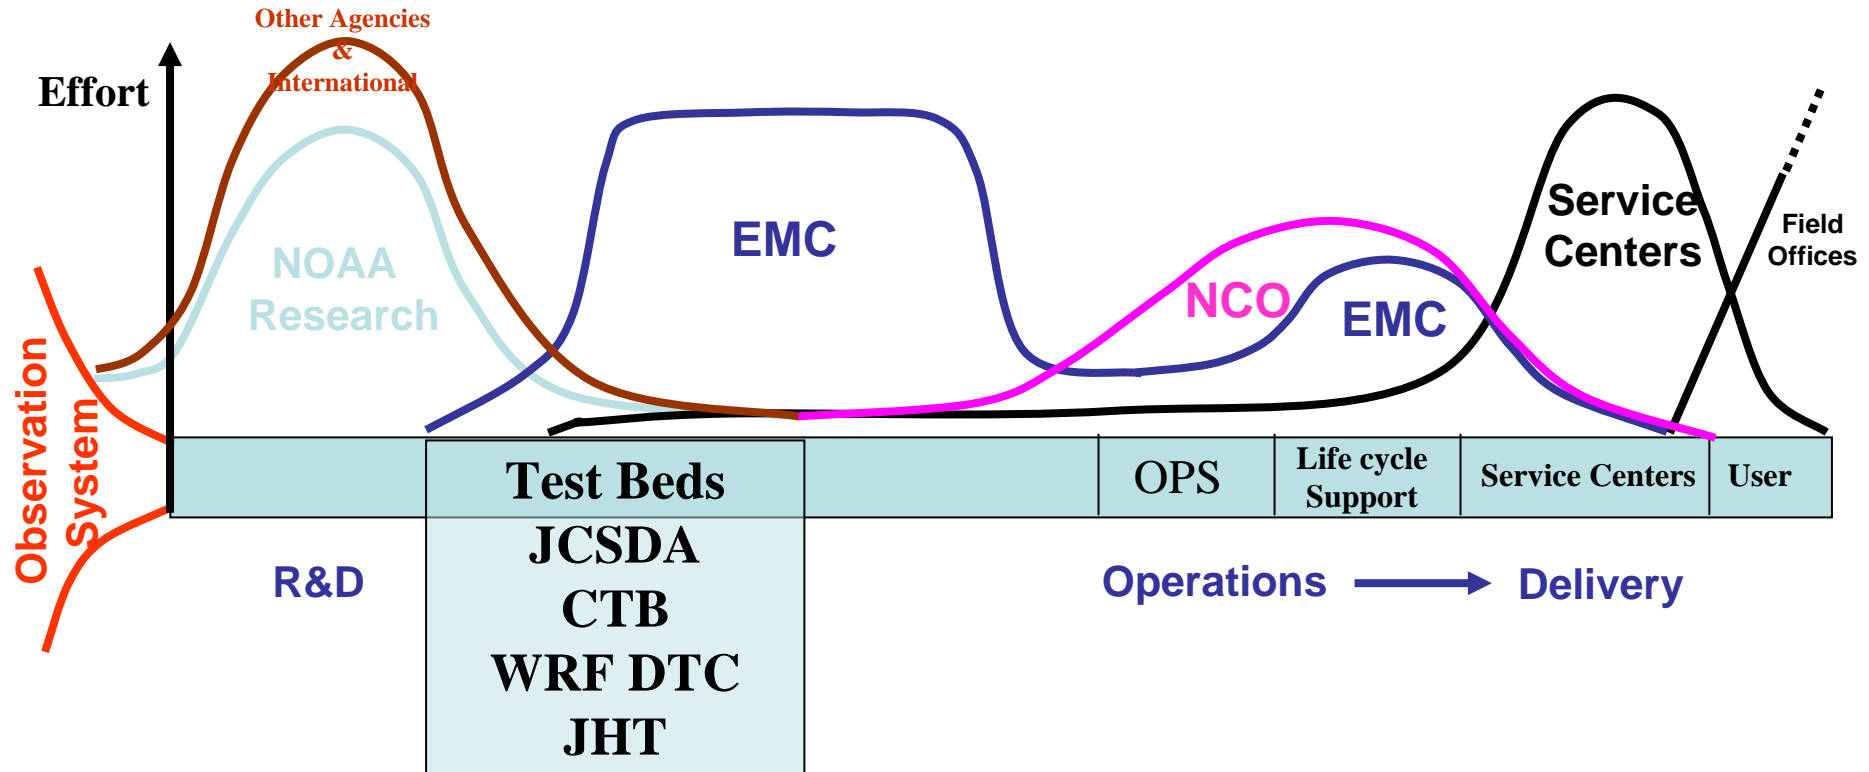 Other Agencies
&
International
Effort
NOAA
Research
EMC
NCO
EMC
Service
Centers
Field
Offices
Observation
System
Test Beds
JCSDA
CTB
WRF DTC
JHT
OPS
Life cycle
Support
Service Centers
User
R&D
Operations
Delivery